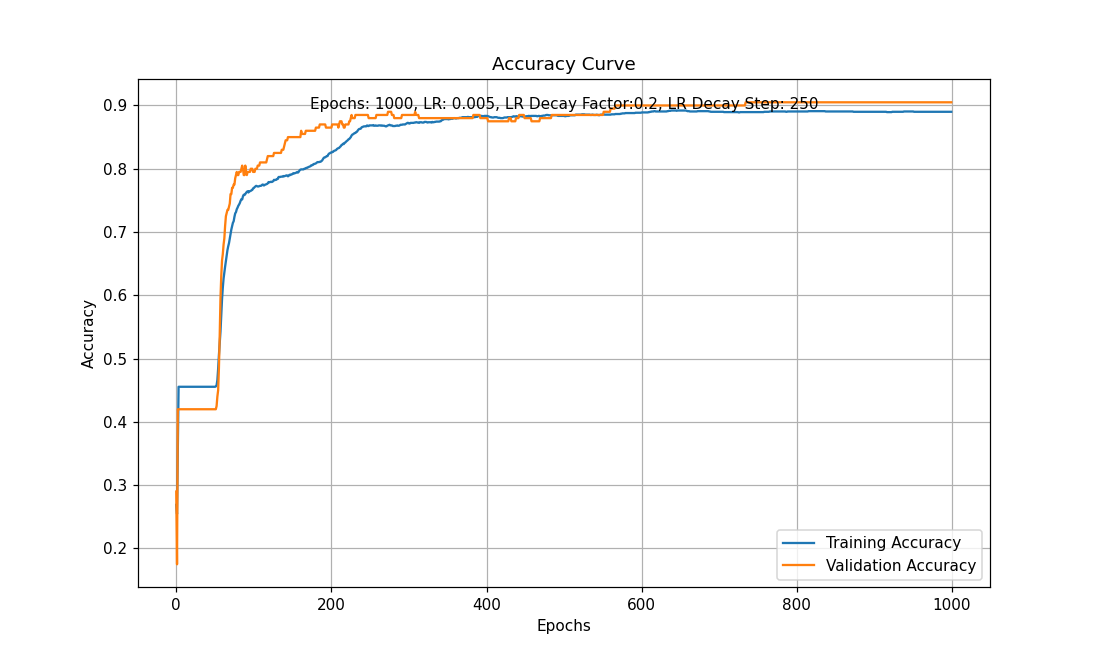 Accuracy Curve
Epochs: 1000, LR: 0.005, LR Decay Factor:0.2, LR Decay Step: 250
0.9
0.8
0.7
0.6
0.5
0.4
0.3
0.2
Accuracy
Training Accuracy
Validation Accuracy
0 200 400 600 800 1000
Epochs